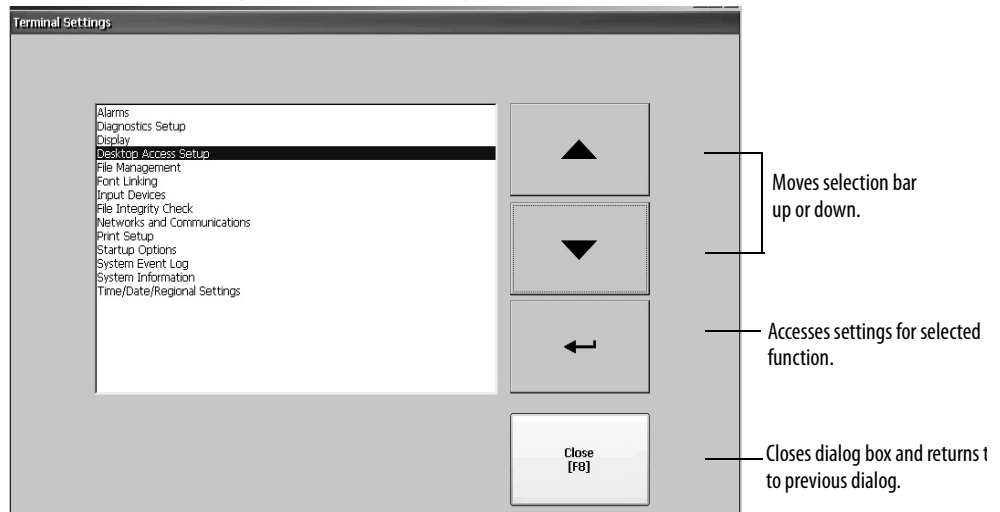 Terminal Settings
Alarms
Diagnostics Setup
Display
Desktop Access Setup
File Management
Font Linking
Input Devices
File Integrity Check
Networks and Communications
Print Setup
Startup Options
System Event Log
System Information
Time/Date/Regional Settings
Moves selection bar
up or down.
Accesses settings for selected
function.
Close
[F8]
Closes dialog box and returns
to previous dialog.